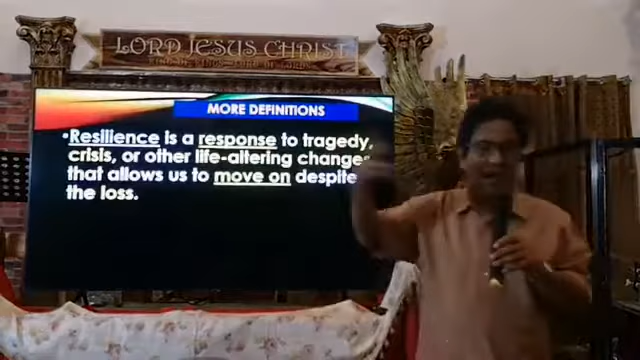 LORD JESUS CHRIST
MORE DEFINITIONS
•Resilience is a response to tragedy,
crisis, or other life-altering changes
that allows us to move on despite
the loss.